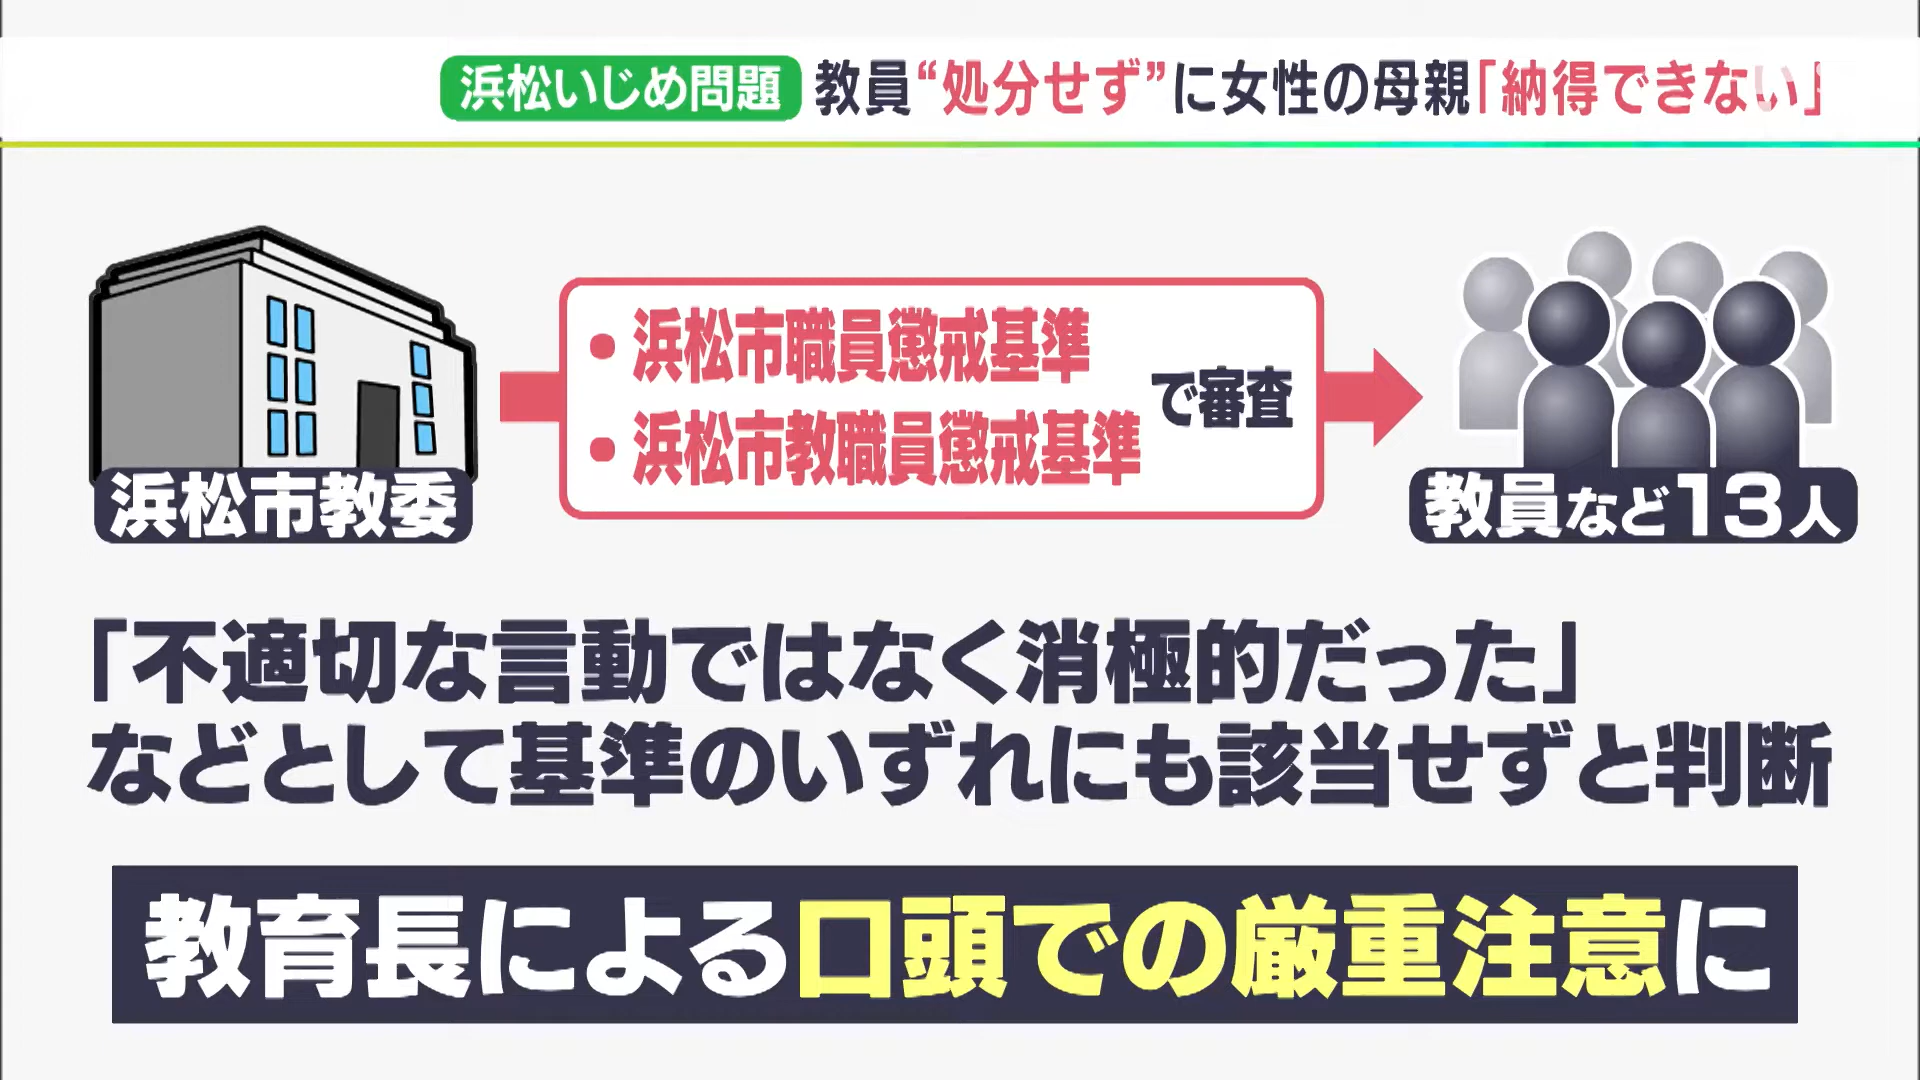 浜松いじめ問題 教員“処分せず”に女性の母親「納得できない」
・浜松市職員懲戒基準
・浜松市教職員懲戒基準
で審査
浜松市教委
教員など13人
「不適切な言動ではなく消極的だった」
などとして基準のいずれにも該当せずと判断
教育長による口頭での厳重注意に